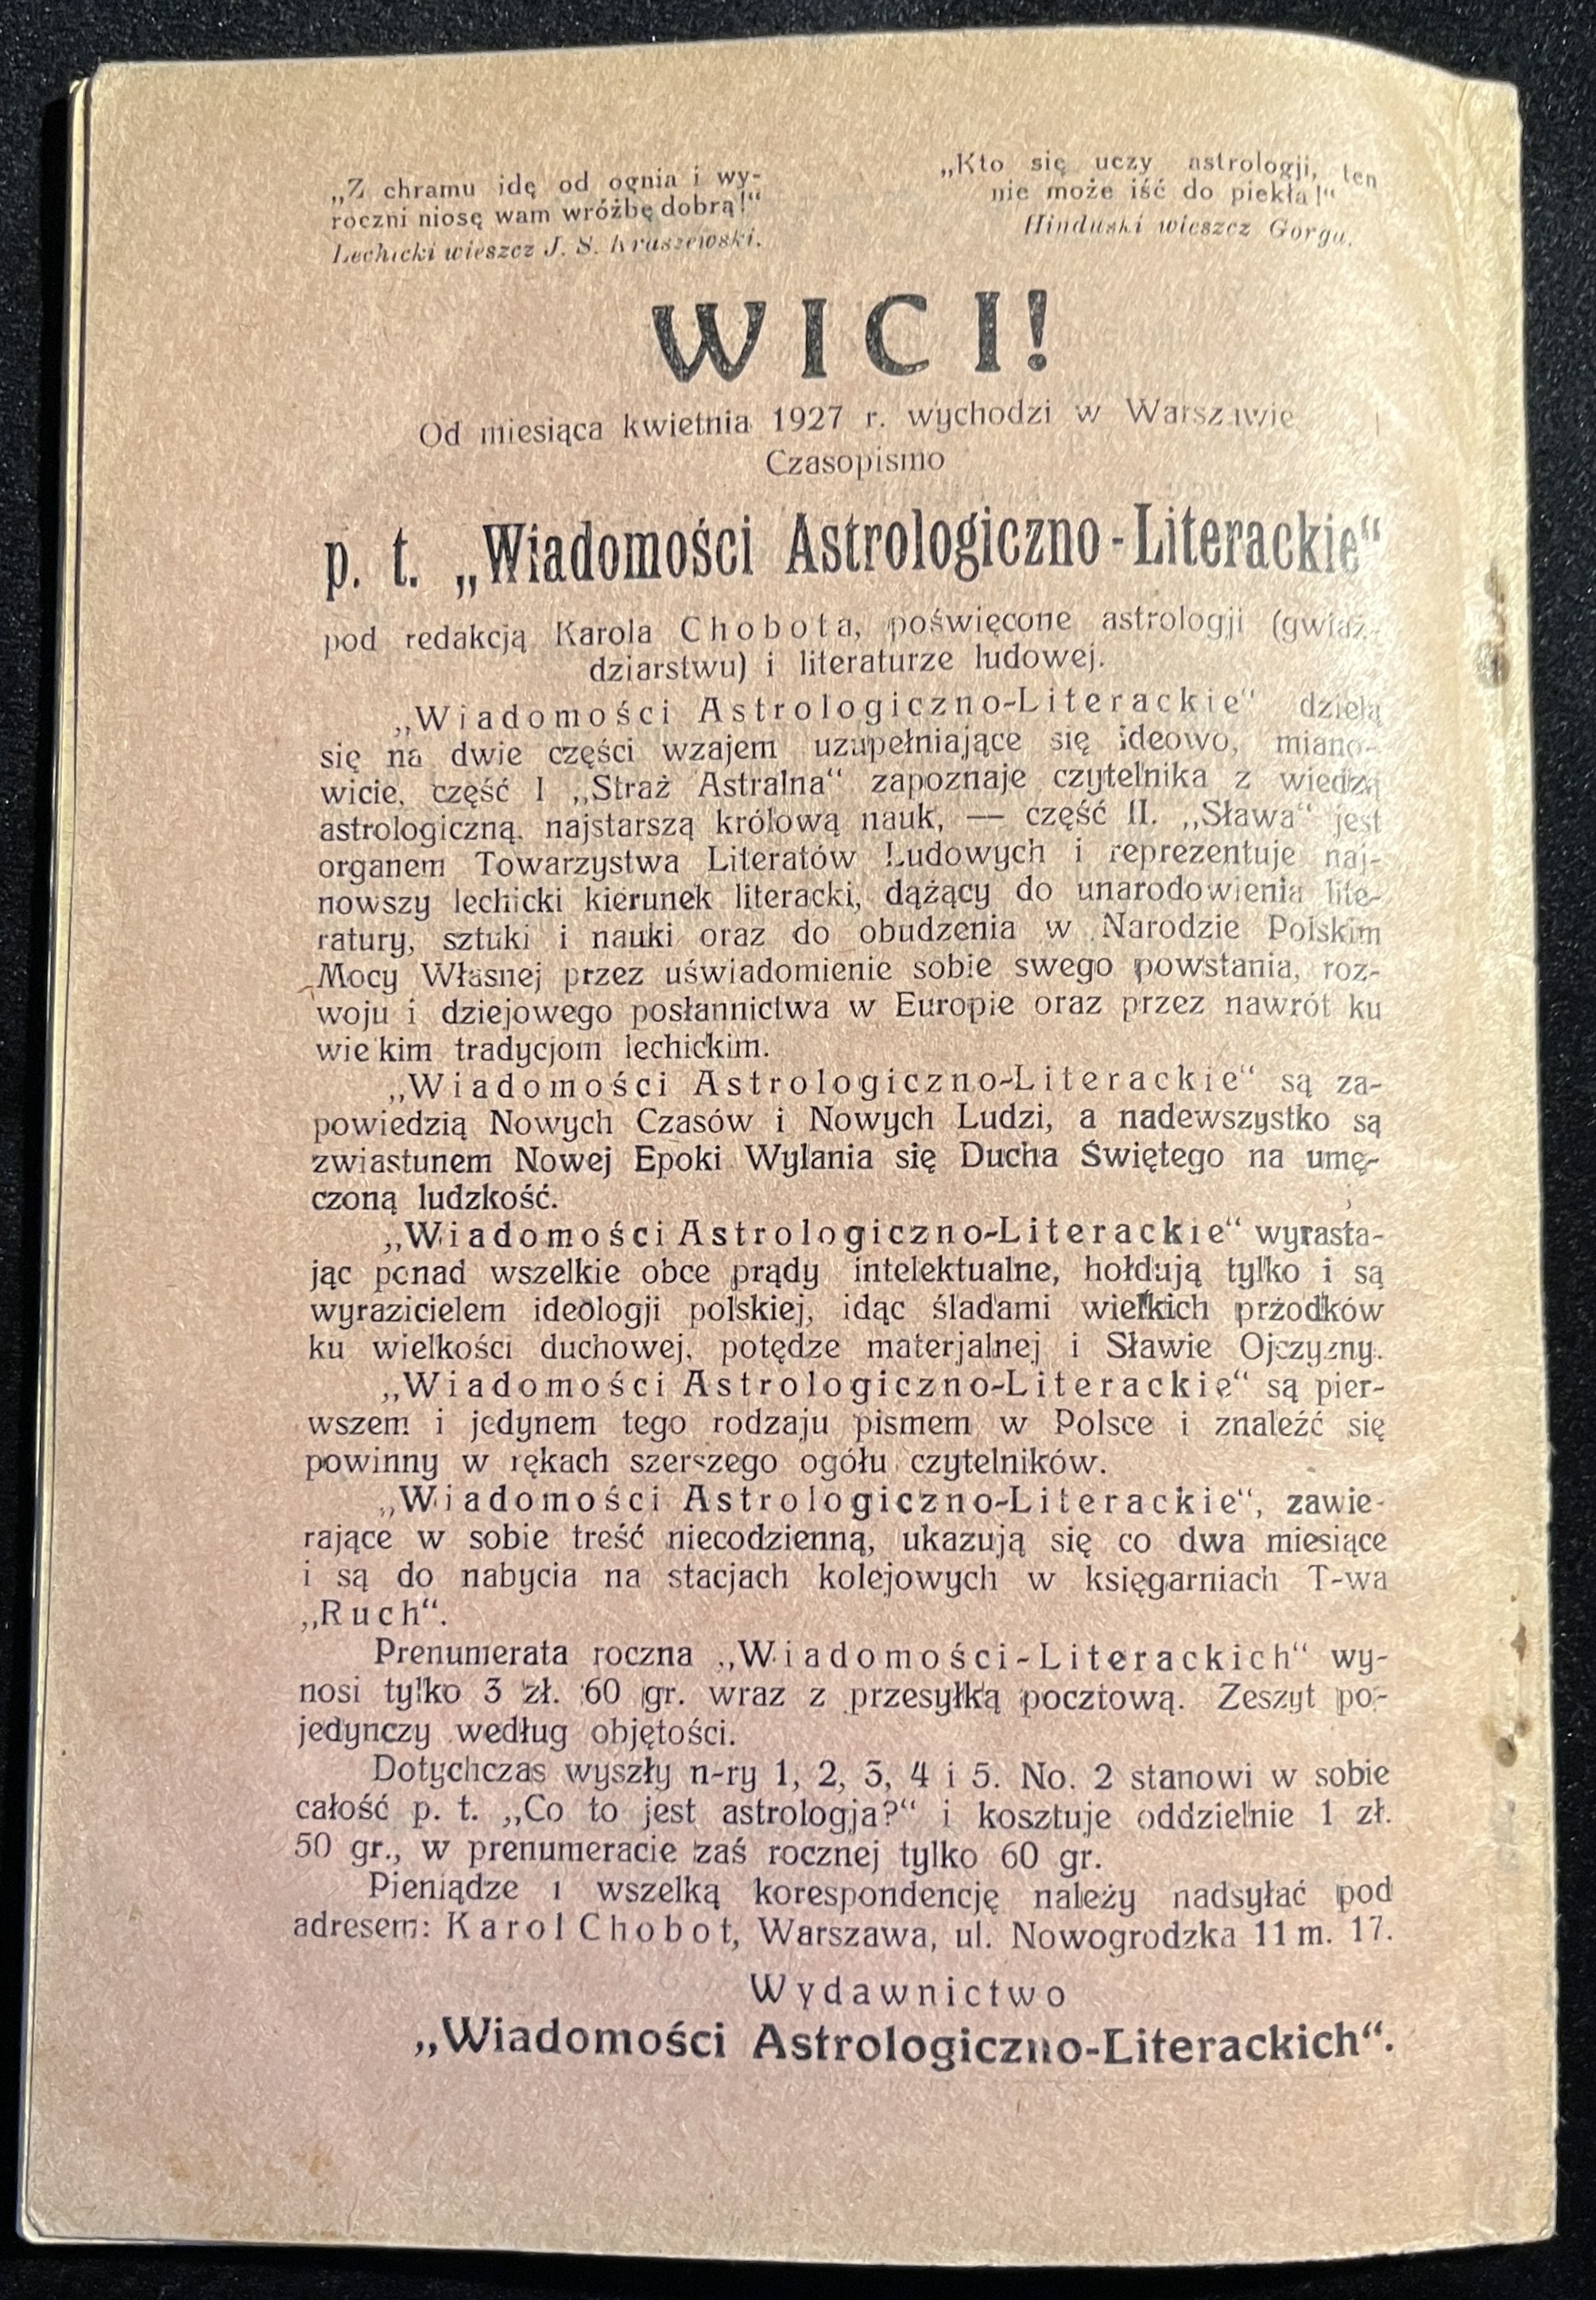 „Z chramu idę od ognia i wy-
roczni niosę wam wróżbę dobrą!“
Lechicki wieszcz J. S. Kraszewski.
„Kto się uczy astrologji, ten
nie może iść do piekła!“
Hinduski wieszcz Gorga.
WICI!
Od miesiąca kwietnia 1927 r. wychodzi w Warszawie
Czasopismo
p. t. „Wiadomości Astrologiczno-Literackie“
pod redakcją Karola Chobota, poświęcone astrologji (gwiaź-
dziarstwu) i literaturze ludowej.
„Wiadomości Astrologiczno-Literackie“ dzielą
się na dwie części wzajem uzupełniające się ideowo, miano-
wicie, część I „Straż Astralna“ zapoznaje czytelnika z wiedzą
astrologiczną, najstarszą królową nauk, — część II. „Sława“ jest
organem Towarzystwa Literatów Ludowych i reprezentuje naj-
nowszy lechicki kierunek literacki, dążący do unarodowienia lite-
ratury, sztuki i nauki oraz do obudzenia w Narodzie Polskim
Mocy Własnej przez uświadomienie sobie swego powstania, roz-
woju i dziejowego posłannictwa w Europie oraz przez nawrót ku
wie kim tradycjom lechickim.
„Wiadomości Astrologiczno-Literackie“ są za-
powiedzią Nowych Czasów i Nowych Ludzi, a nadewszystko są
zwiastunem Nowej Epoki Wylania się Ducha Świętego na umę-
czoną ludzkość.
„Wiadomości Astrologiczno-Literackie“ wyrasta-
jąc ponad wszelkie obce prądy intelektualne, hołdują tylko i są
wyrazicielem ideologji polskiej, idąc śladami wielkich przodków
ku wielkości duchowej, potędze materjalnej i Sławie Ojczyzny.
„Wiadomości Astrologiczno-Literackie“ są pier-
wszem i jedynem tego rodzaju pismem w Polsce i znaleźć się
powinny w rękach szerszego ogółu czytelników.
„Wiadomości Astrologiczno-Literackie“, zawie-
rające w sobie treść niecodzienną, ukazują się co dwa miesiące
i są do nabycia na stacjach kolejowych w księgarniach T-wa
„Ruch“.
Prenumerata roczna „Wiadomości-Literackich“ wy-
nosi tylko 3 zł. 60 gr. wraz z przesyłką pocztową. Zeszyt po-
jedynczy według objętości.
Dotychczas wyszły n-ry 1, 2, 3, 4 i 5. No. 2 stanowi w sobie
całość p. t. „Co to jest astrologja?“ i kosztuje oddzielnie 1 zł.
50 gr., w prenumeracie zaś rocznej tylko 60 gr.
Pieniądze i wszelką korespondencję należy nadsyłać pod
adresem: Karol Chobot, Warszawa, ul. Nowogrodzka 11 m. 17.
Wydawnictwo
„Wiadomości Astrologiczno-Literackich“.